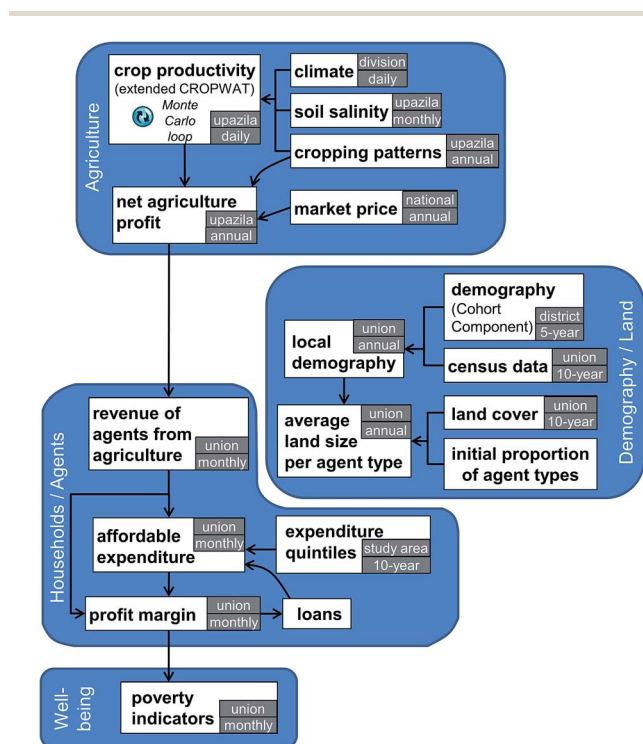 Agriculture
crop productivity
(extended CROPWAT)
Monte
Carlo
loop
upazila
daily
climate
division
daily
soil salinity
upazila
monthly
cropping patterns
upazila
annual
net agriculture
profit
upazila
annual
market price
national
annual
Demography / Land
demography
(Cohort
Component)
district
5-year
local
demography
union
annual
census data
union
10-year
average
land size
per agent type
union
annual
land cover
union
10-year
initial proportion
of agent types
Households / Agents
revenue of
agents from
agriculture
union
monthly
affordable
expenditure
union
monthly
expenditure
quintiles
study area
10-year
profit margin
union
monthly
loans
Well-
being
poverty
indicators
union
monthly